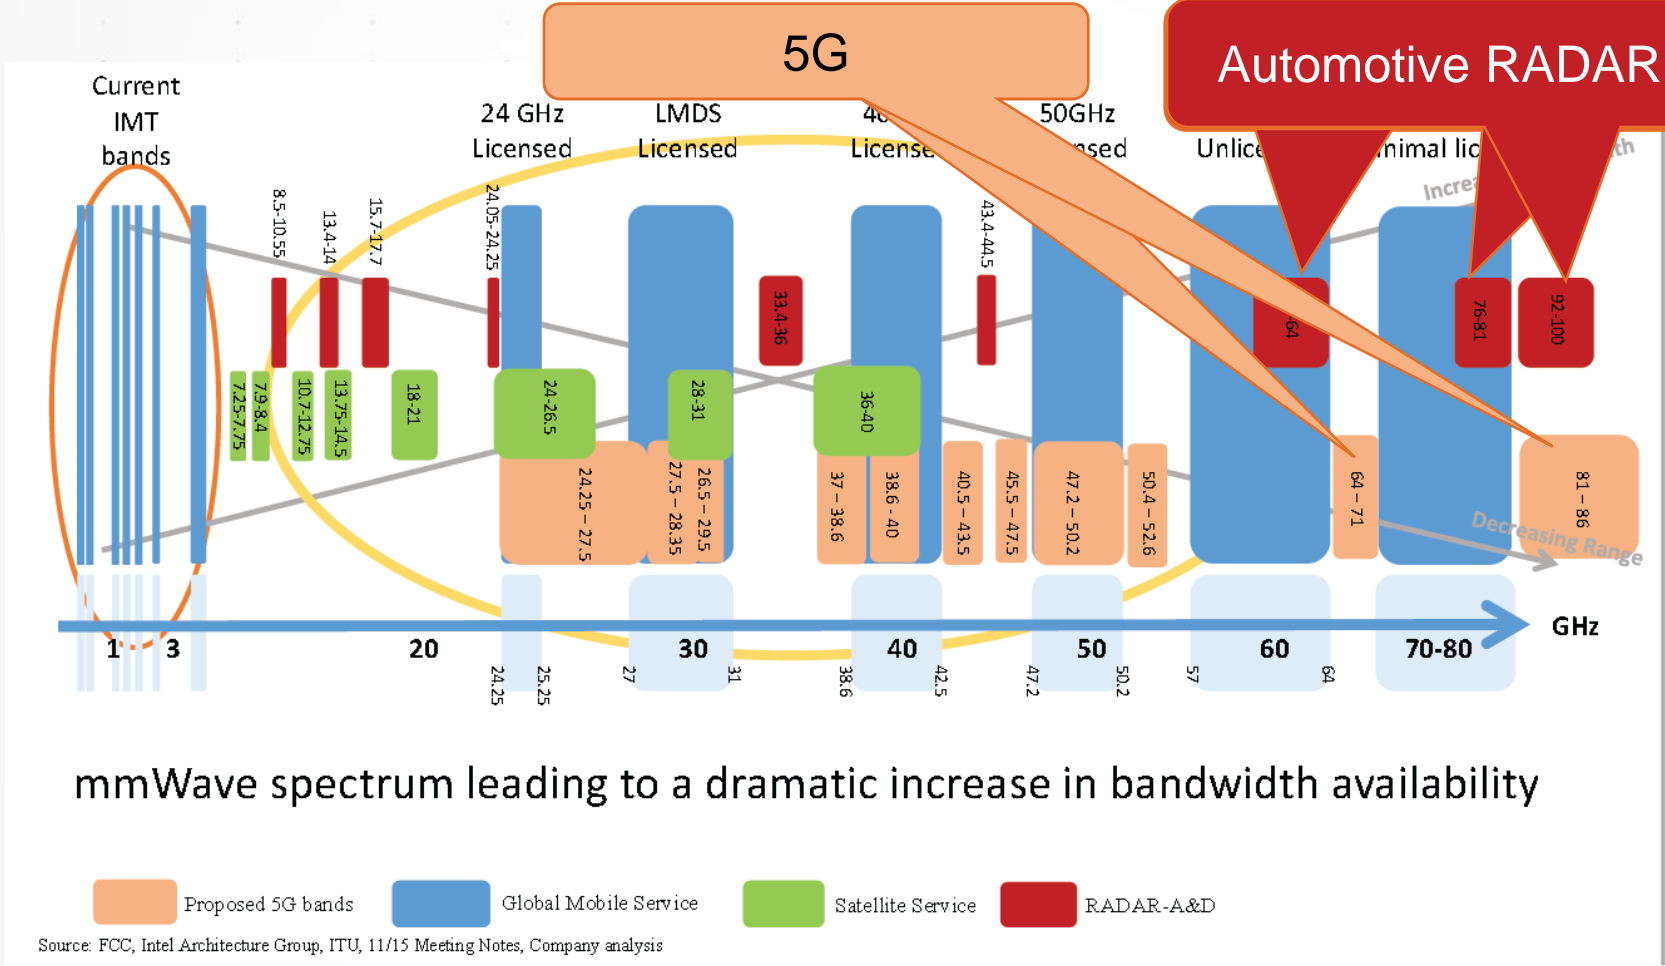 5G
Automotive RADAR
Current
IMT
bands
24 GHz
Licensed
LMDS
Licensed
50GHz
8.5-10.55
13.4-14
15.7-17.7
24.05-24.25
33.4-36
43.4-44.5
-64
76-81
92-100
7.25-7.75
7.9-8.4
10.7-12.75
13.75-14.5
18-21
24-26.5
28-31
36-40
24.25 – 27.5
27.5 – 28.35
26.5 – 29.5
37 – 38.6
38.6 - 40
40.5 – 43.5
45.5 – 47.5
47.2 – 50.2
50.4 – 52.6
64 – 71
81 – 86
Decreasing Range
1 3 20 30 40 50 60 70-80 GHz
24.25 25.25 27 31 38.6 42.5 47.2 50.2 57 64
mmWave spectrum leading to a dramatic increase in bandwidth availability
Proposed 5G bands Global Mobile Service Satellite Service RADAR-A&D
Source: FCC, Intel Architecture Group, ITU, 11/15 Meeting Notes, Company analysis